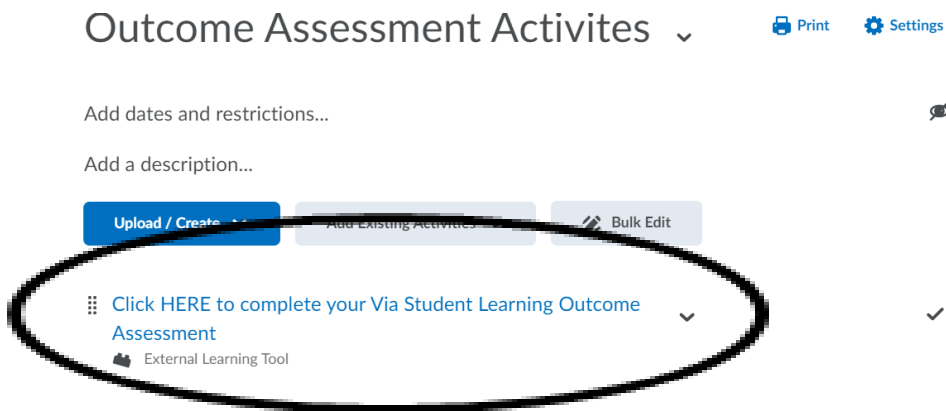 Outcome Assessment Activites
Print
Settings
Add dates and restrictions...
Add a description...
Upload / Create
Add Existing Activities
Bulk Edit
Click HERE to complete your Via Student Learning Outcome
Assessment
External Learning Tool